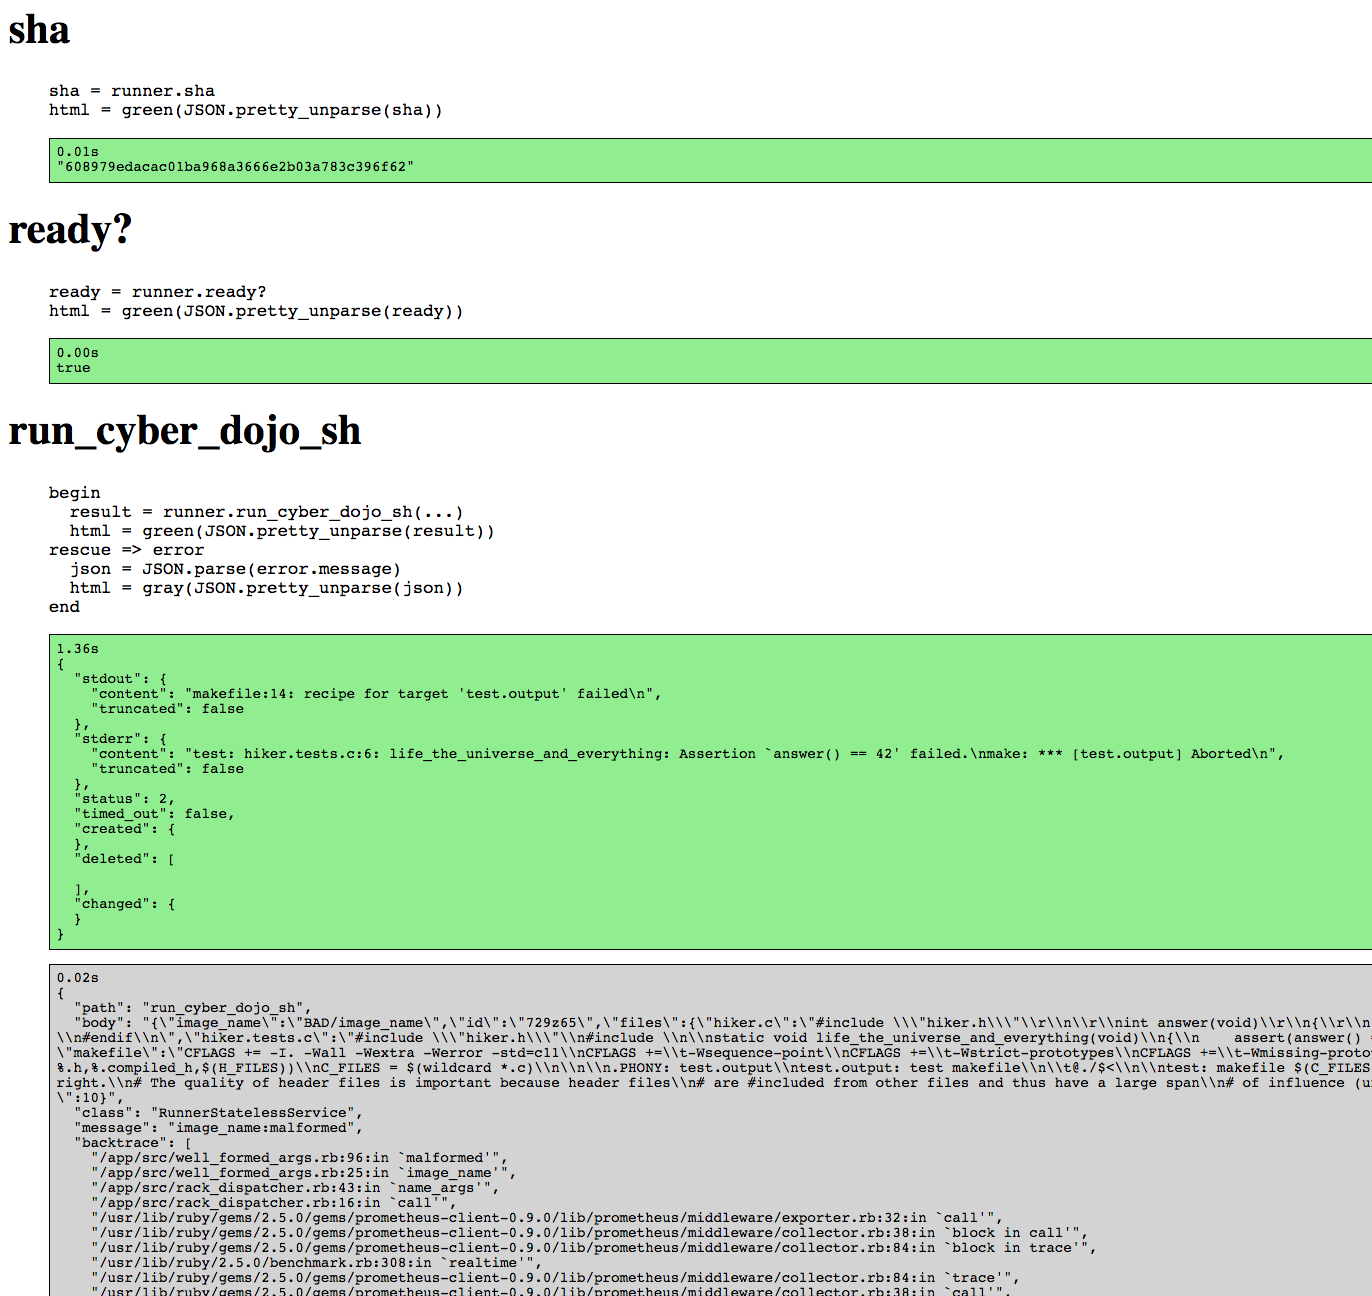 sha
sha = runner.sha
html = green(JSON.pretty_unparse(sha))
0.01s
"608979edacac01ba968a3666e2b03a783c396f62"
ready?
ready = runner.ready?
html = green(JSON.pretty_unparse(ready))
0.00s
true
run_cyber_dojo_sh
begin
  result = runner.run_cyber_dojo_sh(...)
  html = green(JSON.pretty_unparse(result))
rescue => error
  json = JSON.parse(error.message)
  html = gray(JSON.pretty_unparse(json))
end
1.36s
{
  "stdout": {
    "content": "makefile:14: recipe for target 'test.output' failed\n",
    "truncated": false
  },
  "stderr": {
    "content": "test: hiker.tests.c:6: life_the_universe_and_everything: Assertion `answer() == 42' failed.\nmake: *** [test.output] Aborted\n",
    "truncated": false
  },
  "status": 2,
  "timed_out": false,
  "created": {
  },
  "deleted": [
  ],
  "changed": {
  }
}
0.02s
{
  "path": "run_cyber_dojo_sh",
  "body": "{\"image_name\":\"BAD/image_name\",\"id\":\"729z65\",\"files\":{\"hiker.c\":\"#include \\\"hiker.h\\\"\\r\\n\\r\\nint answer(void)\\r\\n{\\r\\n
\\n#endif\\n\",\"hiker.tests.c\":\"#include \\\"hiker.h\\\"\\n#include \\n\\nstatic void life_the_universe_and_everything(void)\\n{\\n    assert(answer() =
\"makefile\":\"CFLAGS += -I. -Wall -Wextra -Werror -std=c11\\nCFLAGS +=\\t-Wsequence-point\\nCFLAGS +=\\t-Wstrict-prototypes\\nCFLAGS +=\\t-Wmissing-proto
%.h,%.compiled_h,$(H_FILES))\\nC_FILES = $(wildcard *.c)\\n\\n\\n.PHONY: test.output\\ntest.output: test makefile\\n\\t@./$<\\n\\ntest: makefile $(C_FILES
right.\\n# The quality of header files is important because header files\\n# are #included from other files and thus have a large span\\n# of influence (u
\":10}",
  "class": "RunnerStatelessService",
  "message": "image_name:malformed",
  "backtrace": [
    "/app/src/well_formed_args.rb:96:in `malformed'",
    "/app/src/well_formed_args.rb:25:in `image_name'",
    "/app/src/rack_dispatcher.rb:43:in `name_args'",
    "/app/src/rack_dispatcher.rb:16:in `call'",
    "/usr/lib/ruby/gems/2.5.0/gems/prometheus-client-0.9.0/lib/prometheus/middleware/exporter.rb:32:in `call'",
    "/usr/lib/ruby/gems/2.5.0/gems/prometheus-client-0.9.0/lib/prometheus/middleware/collector.rb:38:in `block in call'",
    "/usr/lib/ruby/gems/2.5.0/gems/prometheus-client-0.9.0/lib/prometheus/middleware/collector.rb:84:in `block in trace'",
    "/usr/lib/ruby/2.5.0/benchmark.rb:308:in `realtime'",
    "/usr/lib/ruby/gems/2.5.0/gems/prometheus-client-0.9.0/lib/prometheus/middleware/collector.rb:84:in `trace'",
    "/usr/lib/ruby/gems/2.5.0/gems/prometheus-client-0.9.0/lib/prometheus/middleware/collector.rb:38:in `call'",